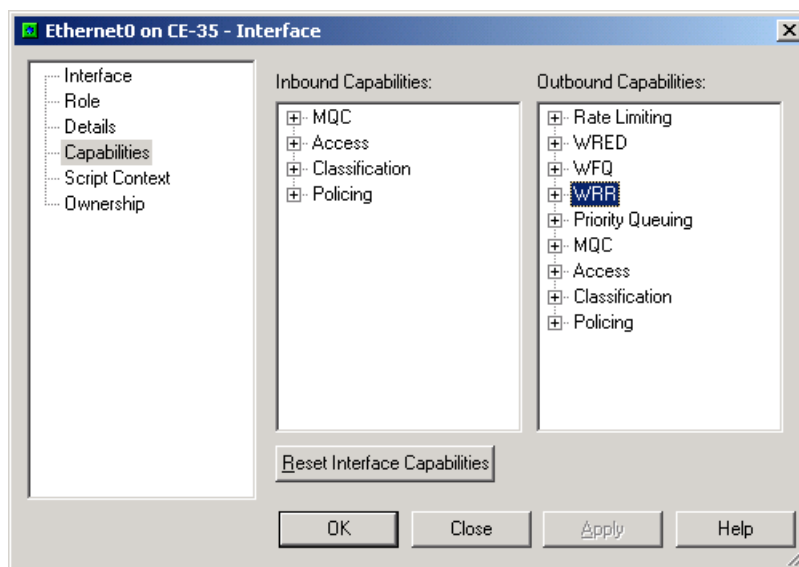 Ethernet0 on CE-35 - Interface
Interface
Role
Details
Capabilities
Script Context
Ownership
Inbound Capabilities:
MQC
Access
Classification
Policing
Outbound Capabilities:
Rate Limiting
WRED
WFQ
WRR
Priority Queuing
MQC
Access
Classification
Policing
Reset Interface Capabilities
OK
Close
Apply
Help